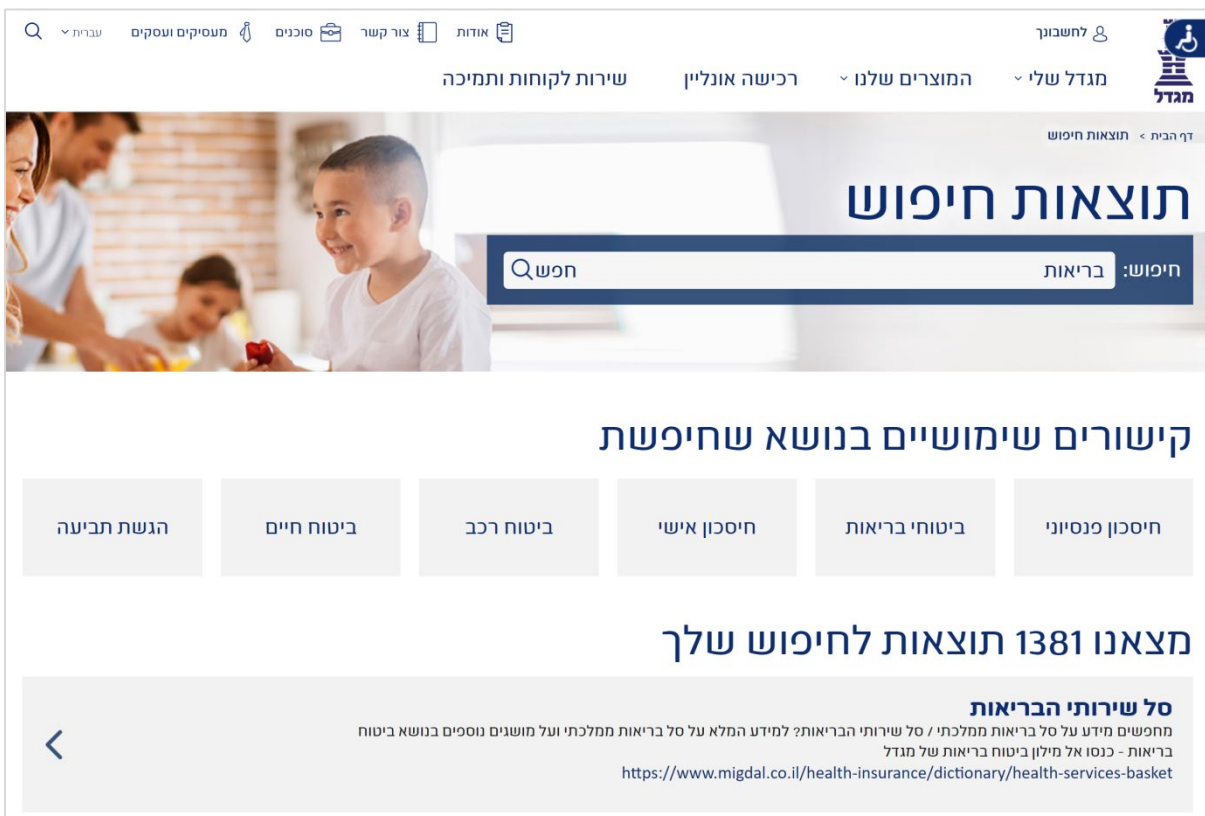 לחשבונך
אודות
צור קשר
סוכנים
מעסיקים ועסקים
עברית
מגדל
מגדל שלי
המוצרים שלנו
רכישה אונליין
שירות לקוחות ותמיכה
דף הבית > תוצאות חיפוש
תוצאות חיפוש
חיפוש: בריאות חפש
קישורים שימושיים בנושא שחיפשת
חיסכון פנסיוני
ביטוחי בריאות
חיסכון אישי
ביטוח רכב
ביטוח חיים
הגשת תביעה
מצאנו 1381 תוצאות לחיפוש שלך
סל שירותי הבריאות
מחפשים מידע על סל בריאות ממלכתי / סל שירותי הבריאות? למידע המלא על סל בריאות ממלכתי ועל מושגים נוספים בנושא ביטוח
בריאות - כנסו אל מילון ביטוח בריאות של מגדל
https://www.migdal.co.il/health-insurance/dictionary/health-services-basket